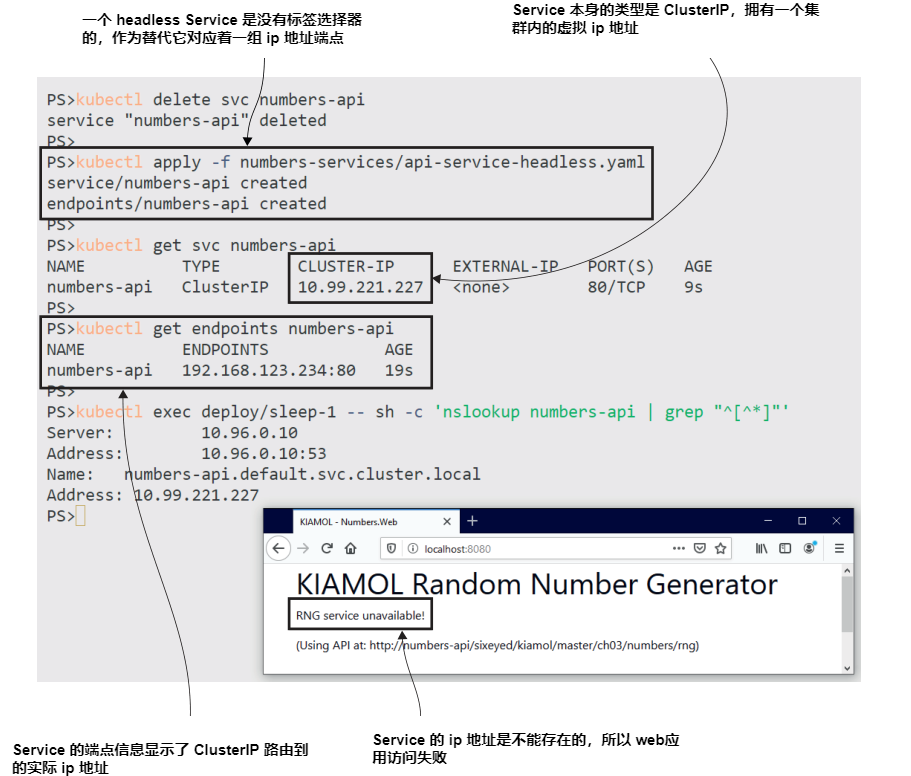 一个 headless Service 是没有标签选择器
的，作为替代它对应着一组 ip 地址端点
Service 本身的类型是 ClusterIP，拥有一个集
群内的虚拟 ip 地址
PS>kubectl delete svc numbers-api
service "numbers-api" deleted
PS>
PS>kubectl apply -f numbers-services/api-service-headless.yaml
service/numbers-api created
endpoints/numbers-api created
PS>
PS>kubectl get svc numbers-api
NAME TYPE CLUSTER-IP EXTERNAL-IP PORT(S) AGE
numbers-api ClusterIP 10.99.221.227 <none> 80/TCP 9s
PS>
PS>kubectl get endpoints numbers-api
NAME ENDPOINTS AGE
numbers-api 192.168.123.234:80 19s
PS>
PS>kubectl exec deploy/sleep-1 -- sh -c 'nslookup numbers-api | grep "^[^*]"'
Server: 10.96.0.10
Address: 10.96.0.10:53
Name: numbers-api.default.svc.cluster.local
Address: 10.99.221.227
PS>
KIAMOL - Numbers.Web
localhost:8080
KIAMOL Random Number Generator
RNG service unavailable!
(Using API at: http://numbers-api/sixeyed/kiamol/master/ch03/numbers/rng)
Service 的端点信息显示了 ClusterIP 路由到
的实际 ip 地址
Service 的 ip 地址是不能存在的，所以 web应
用访问失败